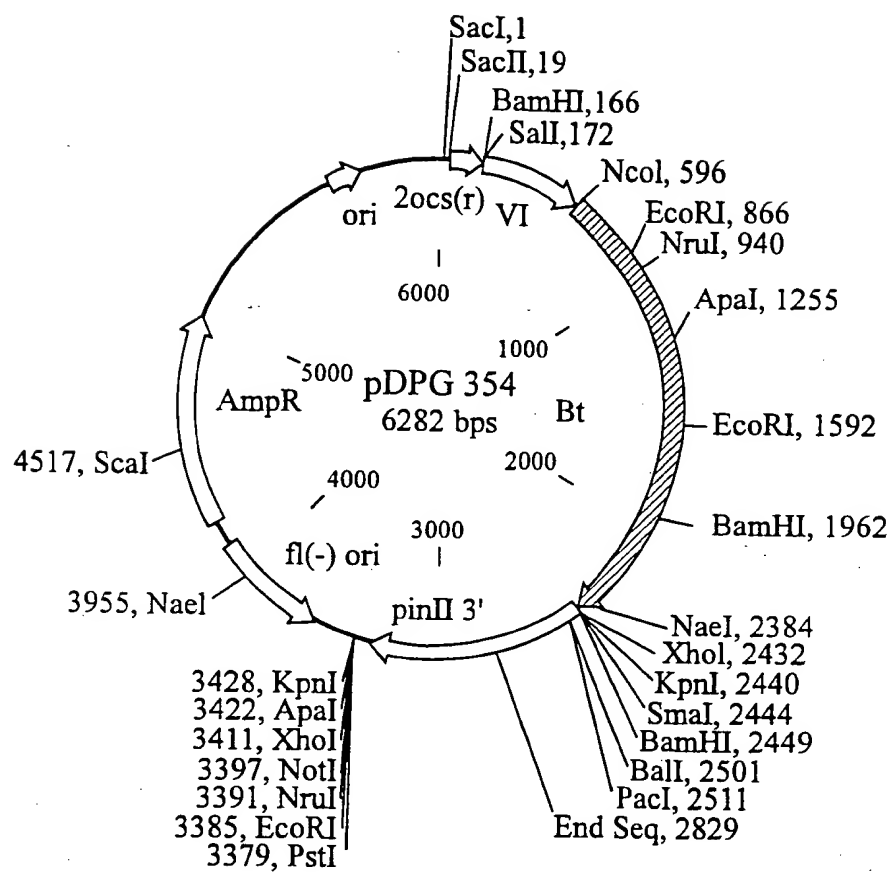 SacI,1
SacII,19
BamHI,166
SalI,172
NcoI, 596
EcoRI, 866
NruI, 940
ApaI, 1255
EcoRI, 1592
BamHI, 1962
NaeI, 2384
XhoI, 2432
KpnI, 2440
SmaI, 2444
BamHI, 2449
BalI, 2501
PacI, 2511
End Seq, 2829
3428, KpnI
3422, ApaI
3411, XhoI
3397, NotI
3391, NruI
3385, EcoRI
3379, PstI
3955, NaeI
4517, ScaI
ori
2ocs(r)
VI
Bt
pinII 3'
fl(-) ori
AmpR
6000
1000
2000
3000
4000
5000
pDPG 354
6282 bps